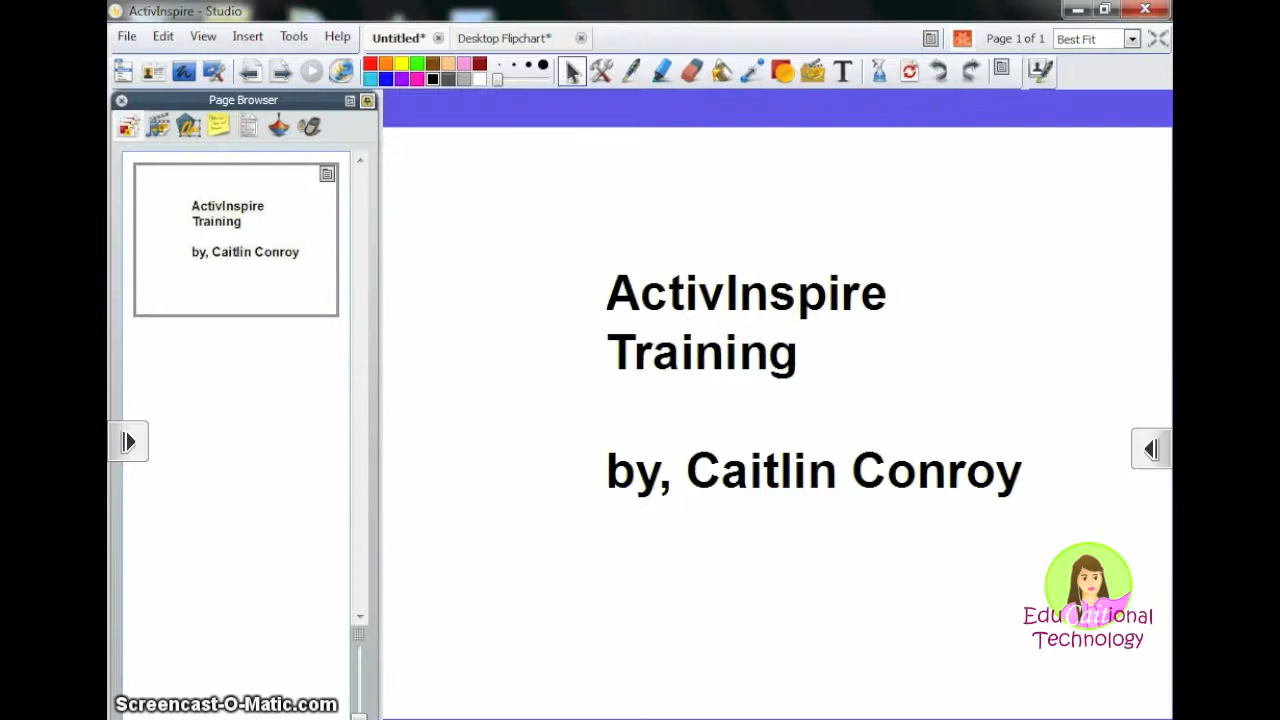 ActivInspire - Studio
File Edit View Insert Tools Help
Untitled* Desktop Flipchart*
Page 1 of 1 Best Fit
Page Browser
ActivInspire
Training
by, Caitlin Conroy
ActivInspire
Training
by, Caitlin Conroy
EduCaitional
Technology
Screencast-O-Matic.com